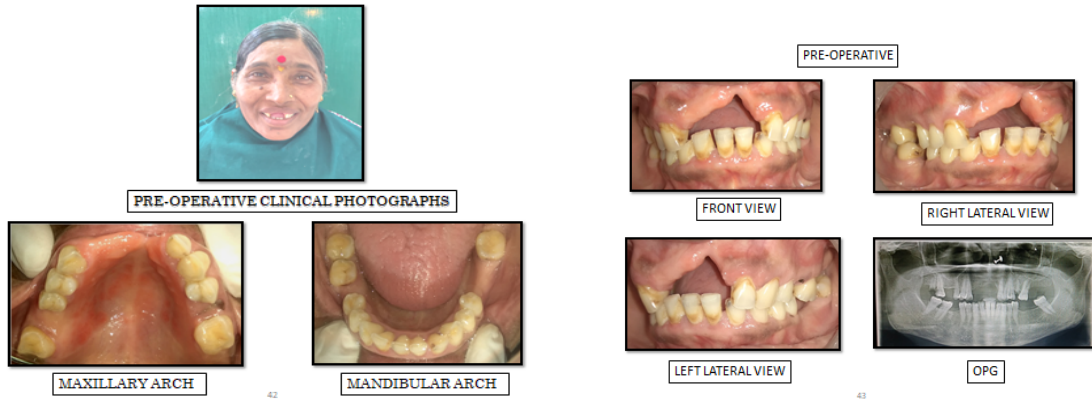 PRE-OPERATIVE CLINICAL PHOTOGRAPHS
MAXILLARY ARCH
MANDIBULAR ARCH
42
PRE-OPERATIVE
FRONT VIEW
RIGHT LATERAL VIEW
LEFT LATERAL VIEW
OPG
43